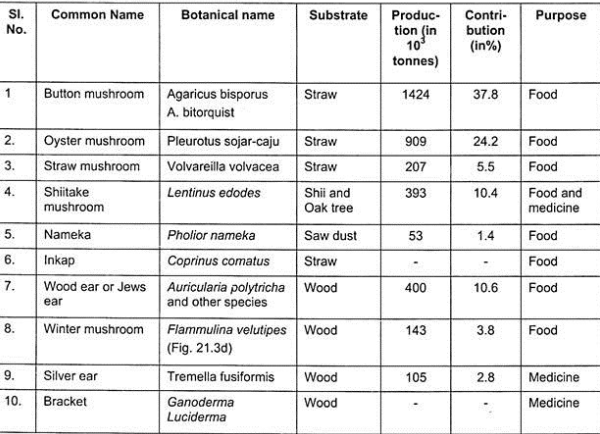 Sl. No. Common Name Botanical name Substrate Produc-tion (in 10³ tonnes) Contri-bution (in%) Purpose
1 Button mushroom Agaricus bisporus A. bitorquist Straw 1424 37.8 Food
2. Oyster mushroom Pleurotus sojar-caju Straw 909 24.2 Food
3. Straw mushroom Volvareilla volvacea Straw 207 5.5 Food
4. Shiitake mushroom Lentinus edodes Shii and Oak tree 393 10.4 Food and medicine
5. Nameka Pholior nameka Saw dust 53 1.4 Food
6. Inkap Coprinus comatus Straw - - Food
7. Wood ear or Jews ear Auricularia polytricha and other species Wood 400 10.6 Food
8. Winter mushroom Flammulina velutipes (Fig. 21.3d) Wood 143 3.8 Food
9. Silver ear Tremella fusiformis Wood 105 2.8 Medicine
10. Bracket Ganoderma Luciderma Wood - - Medicine